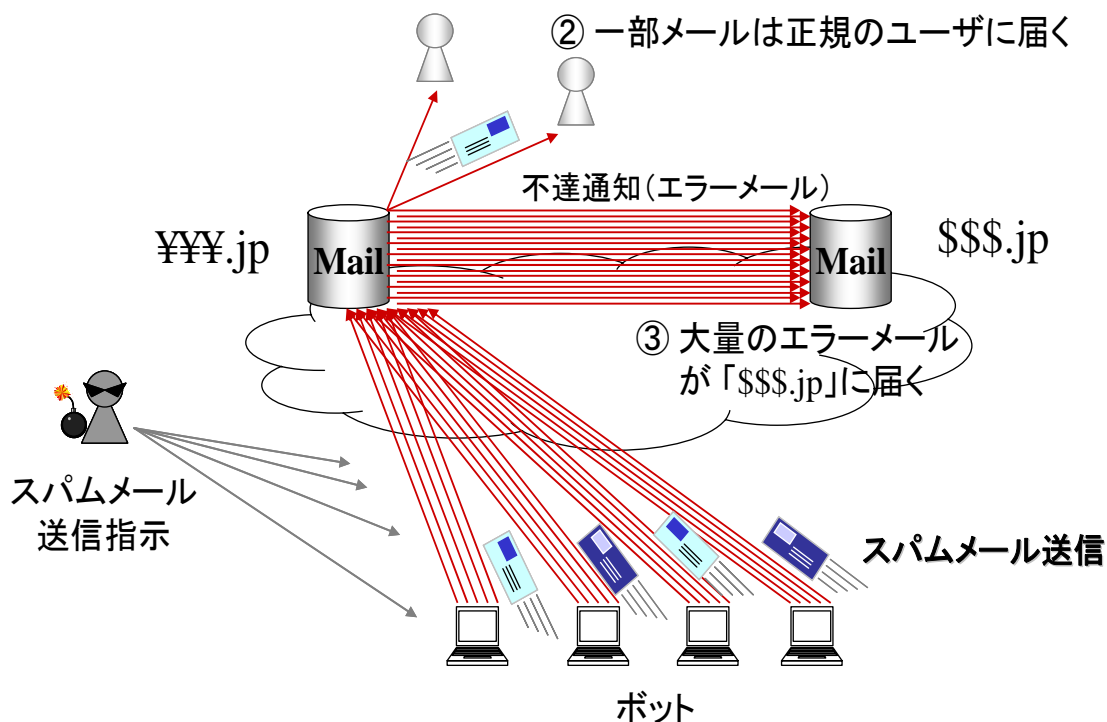 ② 一部メールは正規のユーザに届く
不達通知(エラーメール)
¥¥¥.jp
Mail
Mail
$$$.jp
③ 大量のエラーメール
が「$$$.jp」に届く
スパムメール
送信指示
スパムメール送信
ボット